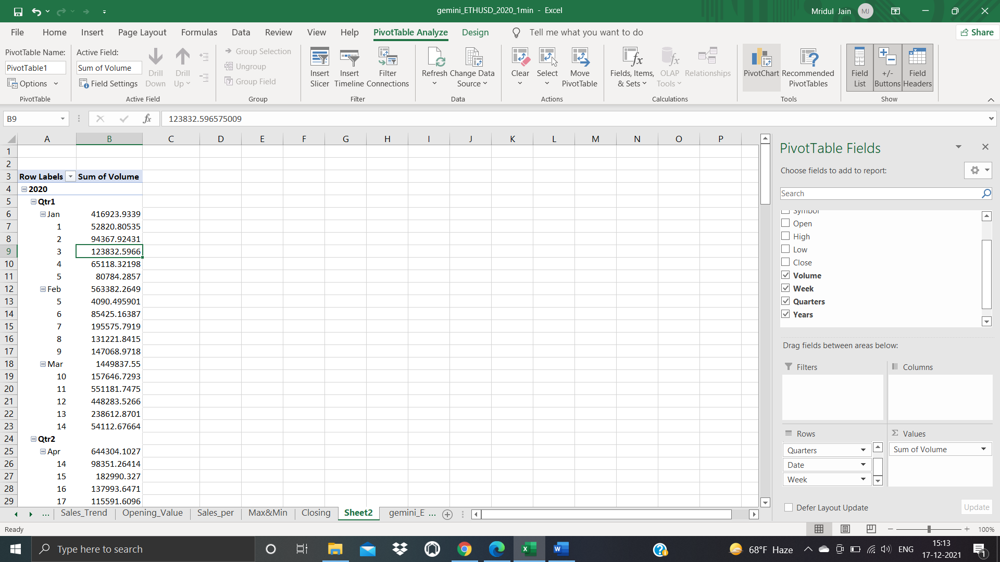 gemini_ETHUSD_2020_1min - Excel
Mridul Jain
MJ
File Home Insert Page Layout Formulas Data Review View Help PivotTable Analyze Design Tell me what you want to do Share
PivotTable Name:
PivotTable1
Options
PivotTable
Active Field:
Sum of Volume
Field Settings
Drill Down
Drill Up
Active Field
Group Selection
Ungroup
Group Field
Group
Insert Slicer
Insert Timeline
Filter Connections
Filter
Refresh
Change Data Source
Data
Clear
Select
Move PivotTable
Actions
Fields, Items, & Sets
OLAP Tools
Relationships
Calculations
PivotChart
Recommended PivotTables
Tools
Field List
+/- Buttons
Field Headers
Show
B9
fx
123832.596575009
A B C D E F G H I J K L M N O P
1
2
3 Row Labels Sum of Volume
4 2020
5 Qtr1
6 Jan 416923.9339
7 1 52820.80535
8 2 94367.92431
9 3 123832.5966
10 4 65118.32198
11 5 80784.2857
12 Feb 563382.2649
13 5 4090.495901
14 6 85425.16387
15 7 195575.7919
16 8 131221.8415
17 9 147068.9718
18 Mar 1449837.55
19 10 157646.7293
20 11 551181.7475
21 12 448283.5266
22 13 238612.8701
23 14 54112.67664
24 Qtr2
25 Apr 644304.1027
26 14 98351.26414
27 15 182990.327
28 16 137993.6471
29 17 115591.6096
PivotTable Fields
Choose fields to add to report:
Search
Symbol
Open
High
Low
Close
Volume
Week
Quarters
Years
Drag fields between areas below:
Filters
Columns
Rows
Quarters
Date
Week
Values
Sum of Volume
Defer Layout Update
Update
... Sales_Trend Opening_Value Sales_per Max&Min Closing Sheet2 gemini_E ...
Ready
100%
Type here to search
68°F Haze
ENG
15:13
17-12-2021
1